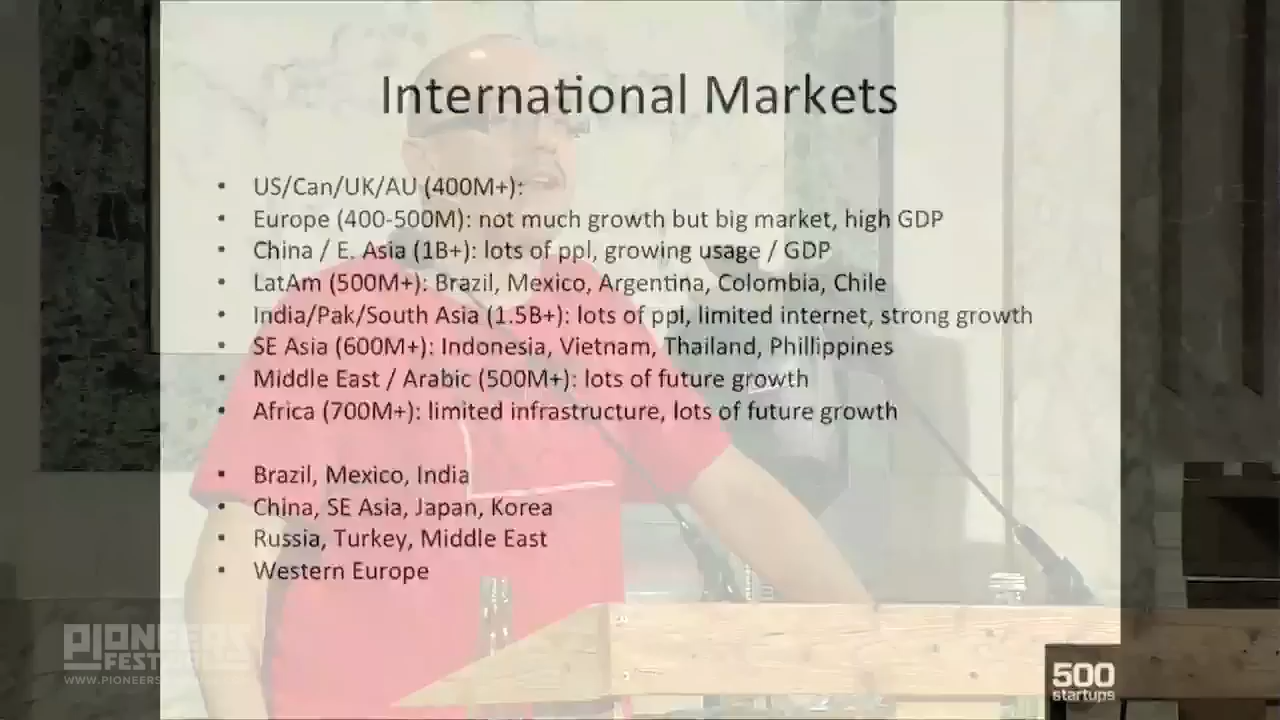 International Markets
• US/Can/UK/AU (400M+):
• Europe (400-500M): not much growth but big market, high GDP
• China / E. Asia (1B+): lots of ppl, growing usage / GDP
• LatAm (500M+): Brazil, Mexico, Argentina, Colombia, Chile
• India/Pak/South Asia (1.5B+): lots of ppl, limited internet, strong growth
• SE Asia (600M+): Indonesia, Vietnam, Thailand, Phillippines
• Middle East / Arabic (500M+): lots of future growth
• Africa (700M+): limited infrastructure, lots of future growth
• Brazil, Mexico, India
• China, SE Asia, Japan, Korea
• Russia, Turkey, Middle East
• Western Europe
PIONEERS
500
startups